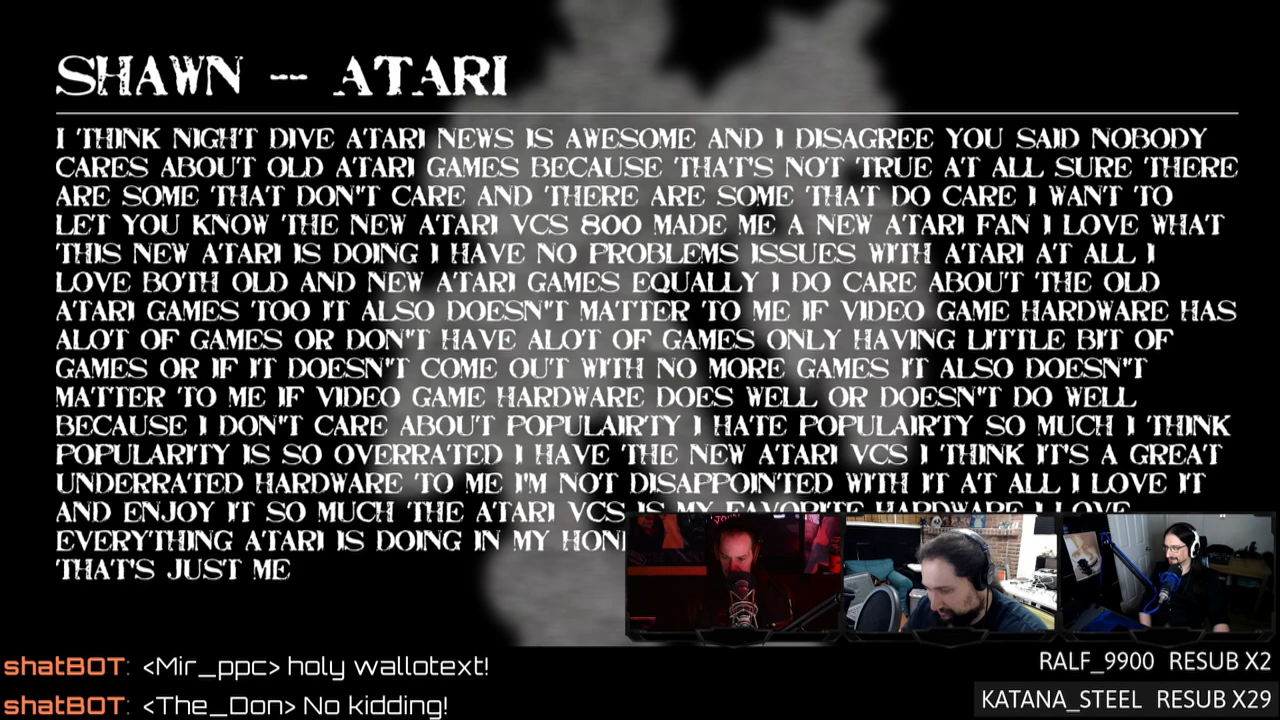 SHAWN -- ATARI
I THINK NIGHT DIVE ATARI NEWS IS AWESOME AND I DISAGREE YOU SAID NOBODY
CARES ABOUT OLD ATARI GAMES BECAUSE THAT'S NOT TRUE AT ALL SURE THERE
ARE SOME THAT DON'T CARE AND THERE ARE SOME THAT DO CARE I WANT TO
LET YOU KNOW THE NEW ATARI VCS 800 MADE ME A NEW ATARI FAN I LOVE WHAT
THIS NEW ATARI IS DOING I HAVE NO PROBLEMS ISSUES WITH ATARI AT ALL I
LOVE BOTH OLD AND NEW ATARI GAMES EQUALLY I DO CARE ABOUT THE OLD
ATARI GAMES TOO IT ALSO DOESN'T MATTER TO ME IF VIDEO GAME HARDWARE HAS
ALOT OF GAMES OR DON'T HAVE ALOT OF GAMES ONLY HAVING LITTLE BIT OF
GAMES OR IF IT DOESN'T COME OUT WITH NO MORE GAMES IT ALSO DOESN'T
MATTER TO ME IF VIDEO GAME HARDWARE DOES WELL OR DOESN'T DO WELL
BECAUSE I DON'T CARE ABOUT POPULAIRTY I HATE POPULAIRTY SO MUCH I THINK
POPULARITY IS SO OVERRATED I HAVE THE NEW ATARI VCS I THINK IT'S A GREAT
UNDERRATED HARDWARE TO ME I'M NOT DISAPPOINTED WITH IT AT ALL I LOVE IT
AND ENJOY IT SO MUCH THE ATARI VCS IS MY FAVORITE HARDWARE I LOVE
EVERYTHING ATARI IS DOING IN MY
THAT'S JUST ME
shatBOT: <Mir_ppc> holy wallotext!
shatBOT: <The_Don> No kidding!
RALF_9900 RESUB X2
KATANA_STEEL RESUB X29